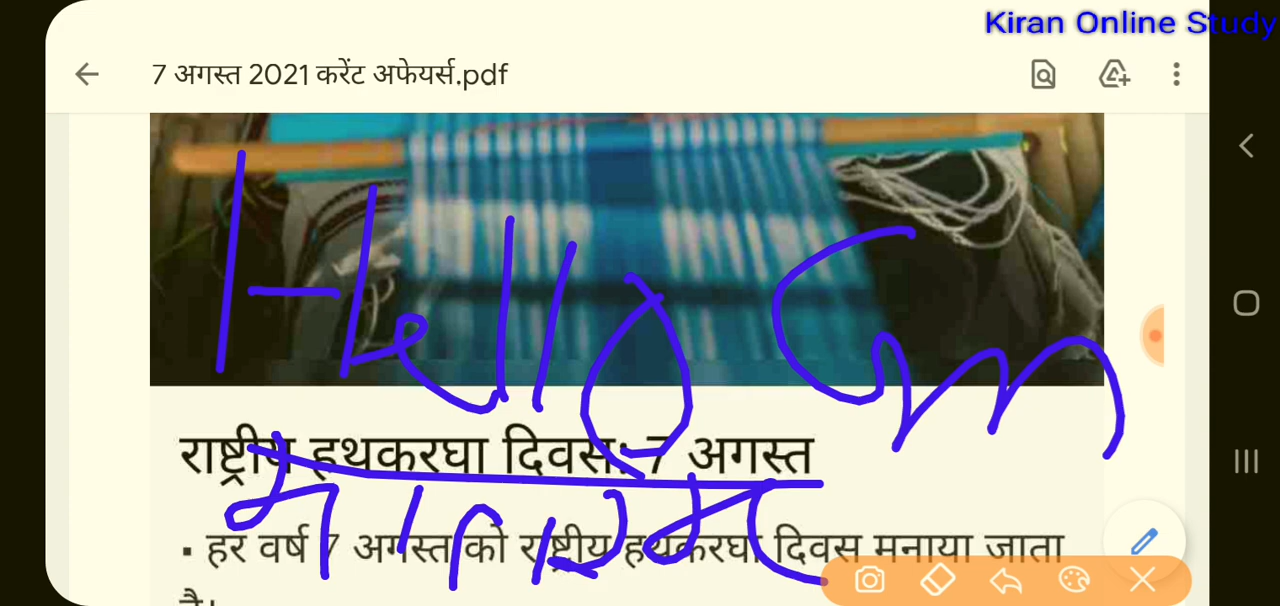 Kiran Online Study
7 अगस्त 2021 करेंट अफेयर्स.pdf
Hello
राष्ट्रीय हथकरघा दिवस: 7 अगस्त
▪ हर वर्ष 7 अगस्त को राष्ट्रीय हथकरघा दिवस मनाया जाता
है।